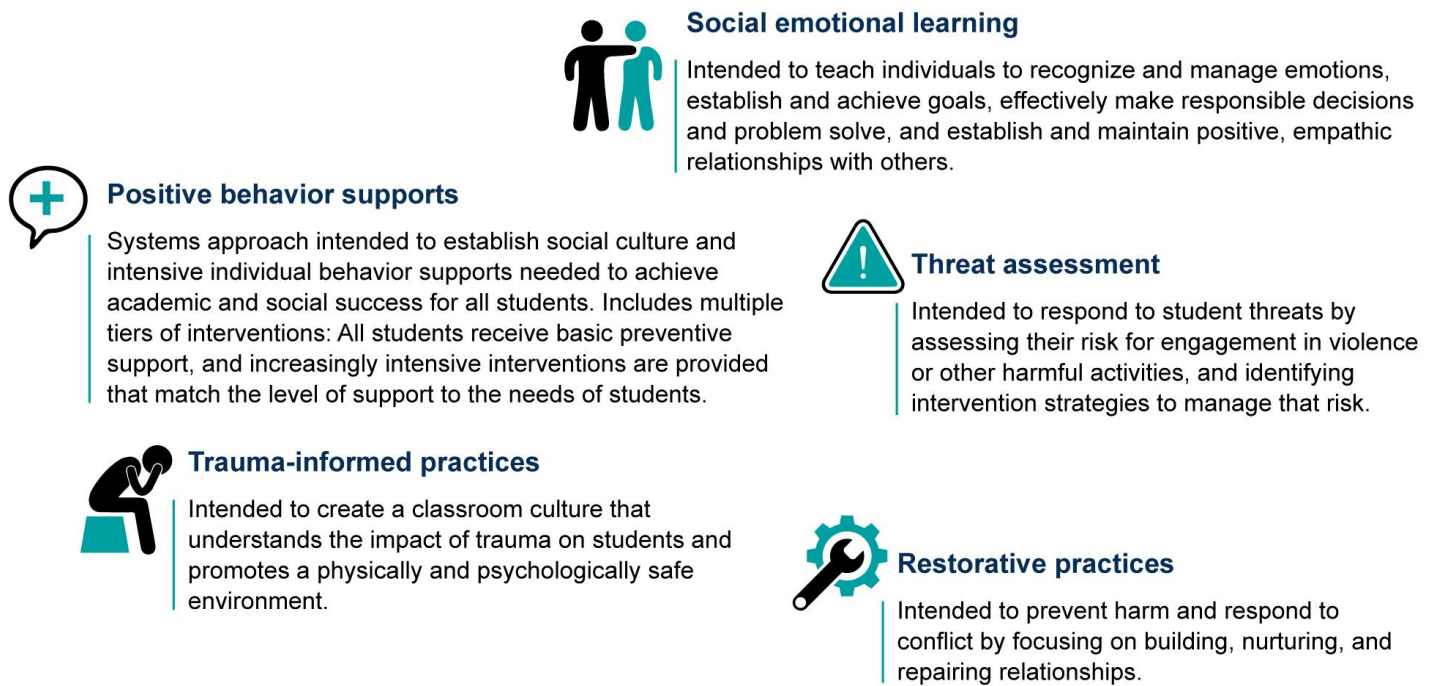 Social emotional learning
Intended to teach individuals to recognize and manage emotions,
establish and achieve goals, effectively make responsible decisions
and problem solve, and establish and maintain positive, empathic
relationships with others.
Positive behavior supports
Systems approach intended to establish social culture and
intensive individual behavior supports needed to achieve
academic and social success for all students. Includes multiple
tiers of interventions: All students receive basic preventive
support, and increasingly intensive interventions are provided
that match the level of support to the needs of students.
Threat assessment
Intended to respond to student threats by
assessing their risk for engagement in violence
or other harmful activities, and identifying
intervention strategies to manage that risk.
Trauma-informed practices
Intended to create a classroom culture that
understands the impact of trauma on students and
promotes a physically and psychologically safe
environment.
Restorative practices
Intended to prevent harm and respond to
conflict by focusing on building, nurturing, and
repairing relationships.